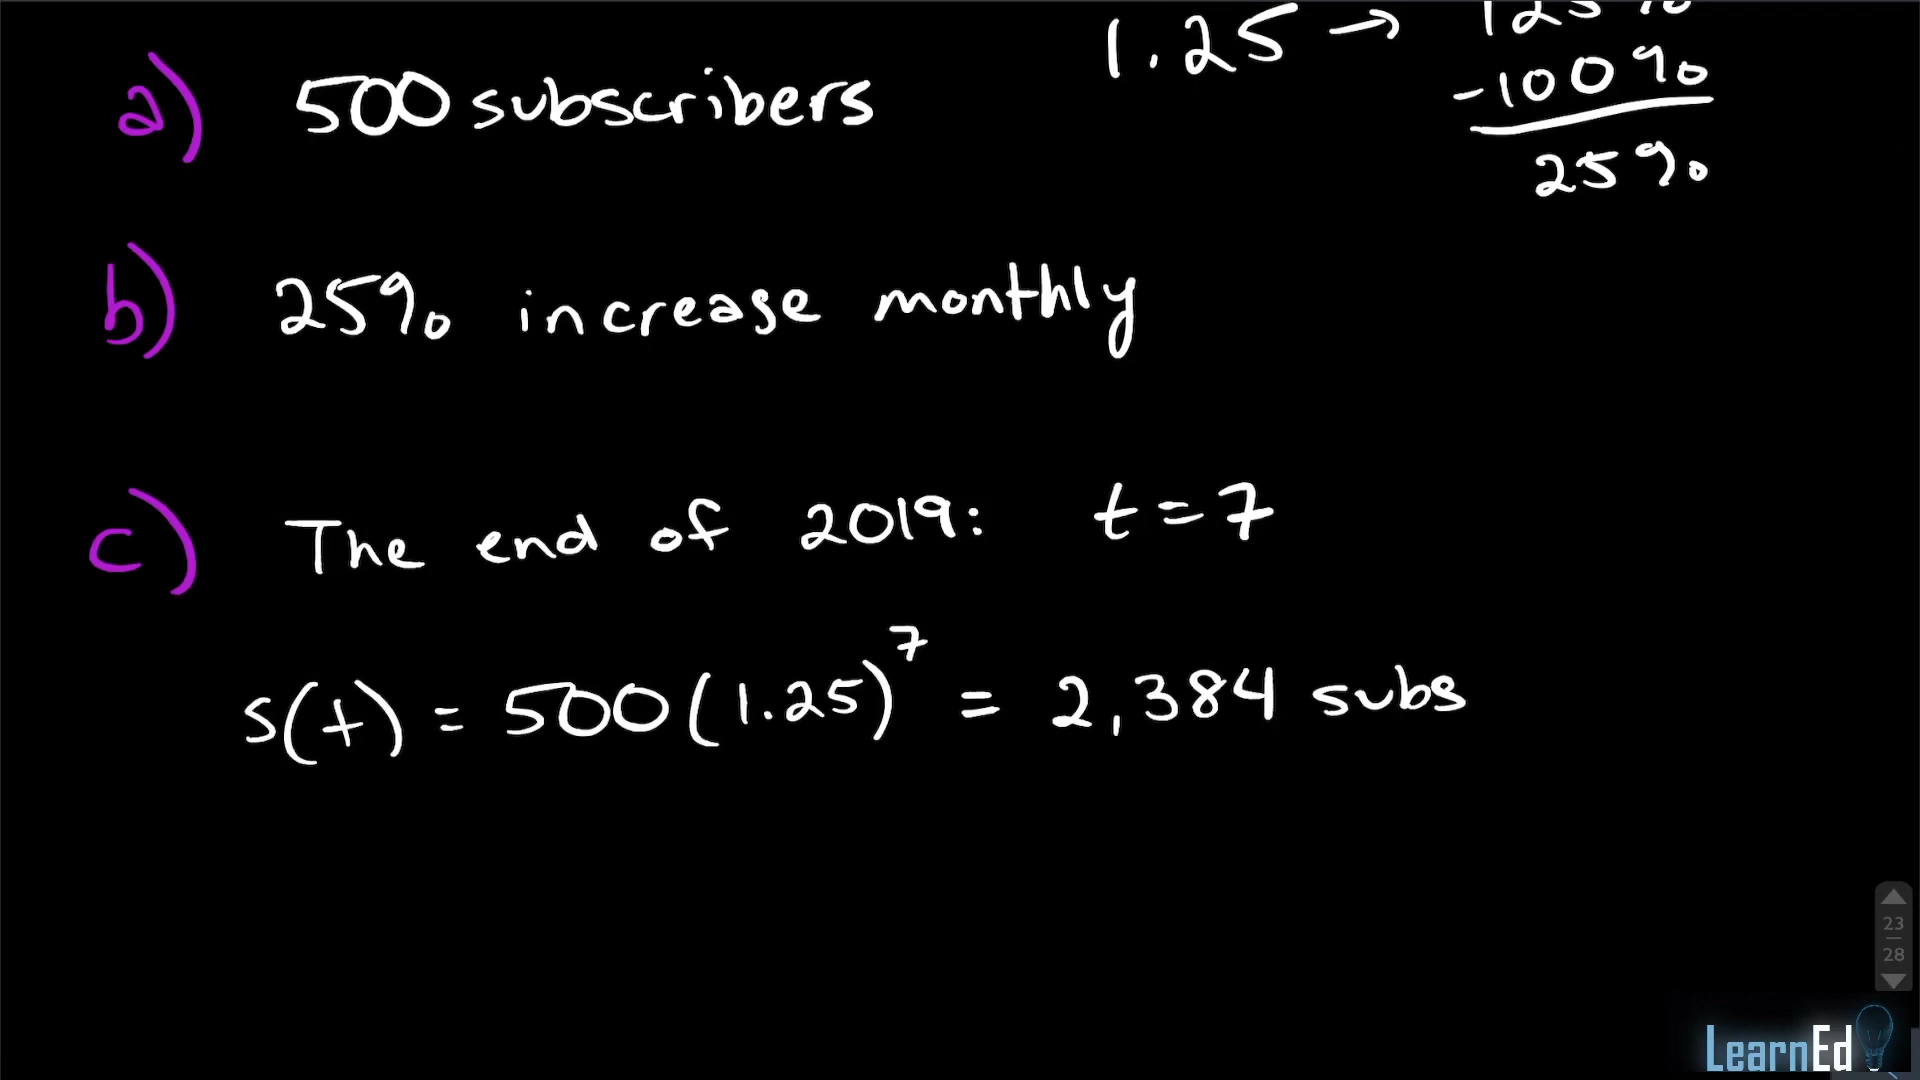 1.25 → 125%
-100%
25%
a) 500 subscribers
b) 25% increase monthly
c) The end of 2019: t=7
s(t) = 500(1.25)^7 = 2,384 subs
23
28
LearnEd